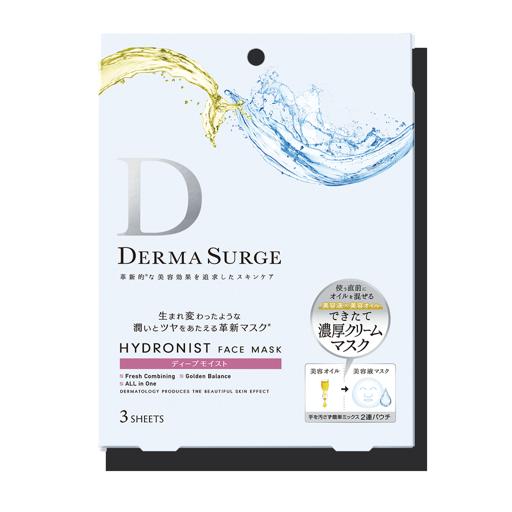 D
DERMA SURGE
革新的*な美容効果を追求したスキンケア
生まれ変わったような
潤いとツヤをあたえる革新マスク*
HYDRONIST FACE MASK
ディープモイスト
Fresh Combining Golden Balance
ALL in One
DERMATOLOGY PRODUCES THE BEAUTIFUL SKIN EFFECT
3 SHEETS
使う直前に
オイルを混ぜる
美容液×美容オイル
できたて
濃厚クリーム
マスク
美容オイル 美容液マスク
手を汚さず簡単ミックス 2連パウチ